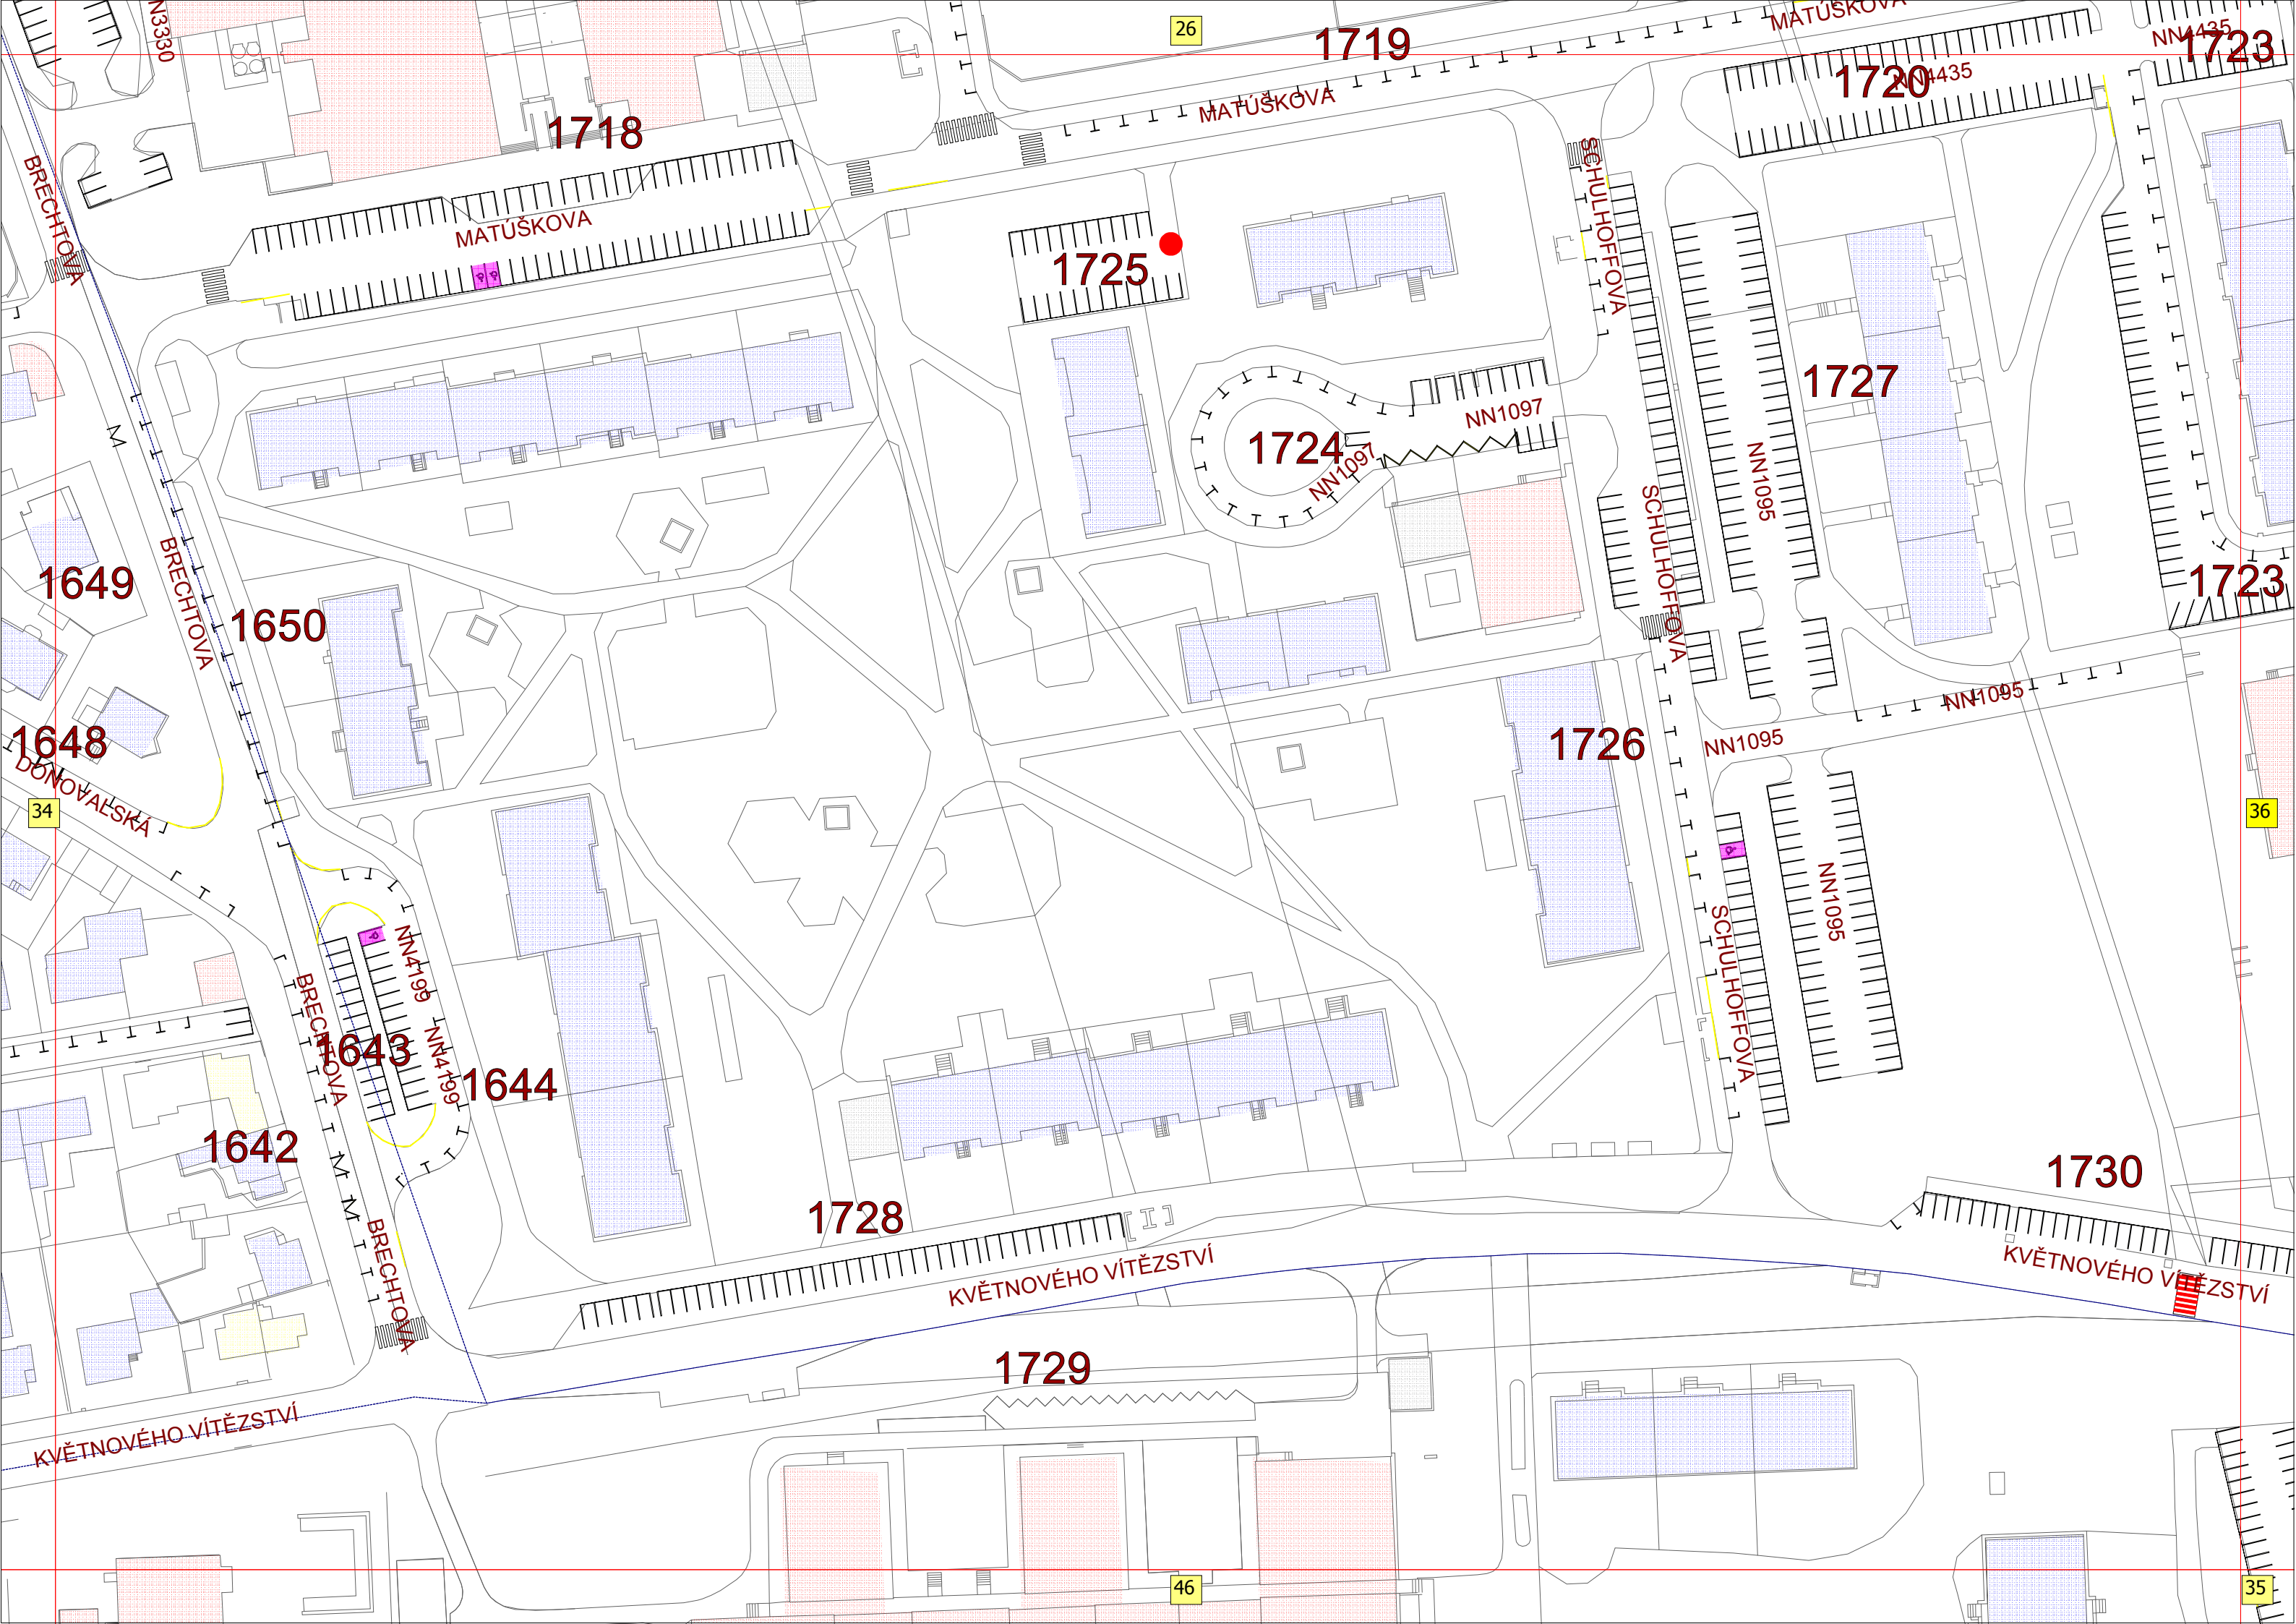 N3330
26
1719
MATÚŠKOVA
NN4435
1723
1720
NN4435
MATÚŠKOVA
1718
BRECHTOVA
MATÚŠKOVA
SCHULHOFFOVA
1725
1727
NN1097
1724
NN1097
NN1095
SCHULHOFFOVA
BRECHTOVA
1649
1650
1723
NN1095
1648
DONOVALSKÁ
1726
NN1095
34
36
NN1095
SCHULHOFFOVA
NN4199
BRECHTOVA
1643
NN4199
1644
1642
1730
1728
BRECHTOVA
KVĚTNOVÉHO VÍTĚZSTVÍ
KVĚTNOVÉHO VÍTĚZSTVÍ
1729
KVĚTNOVÉHO VÍTĚZSTVÍ
46
35